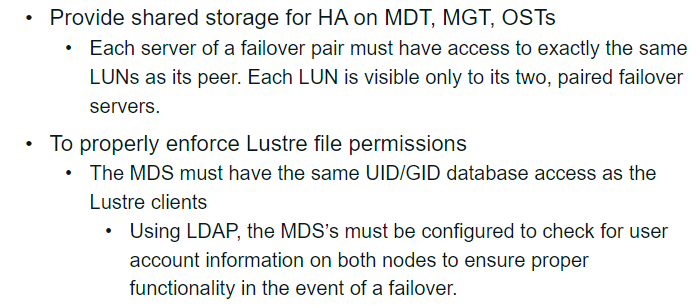 • Provide shared storage for HA on MDT, MGT, OSTs
• Each server of a failover pair must have access to exactly the same
LUNs as its peer. Each LUN is visible only to its two, paired failover
servers.
• To properly enforce Lustre file permissions
• The MDS must have the same UID/GID database access as the
Lustre clients
• Using LDAP, the MDS’s must be configured to check for user
account information on both nodes to ensure proper
functionality in the event of a failover.